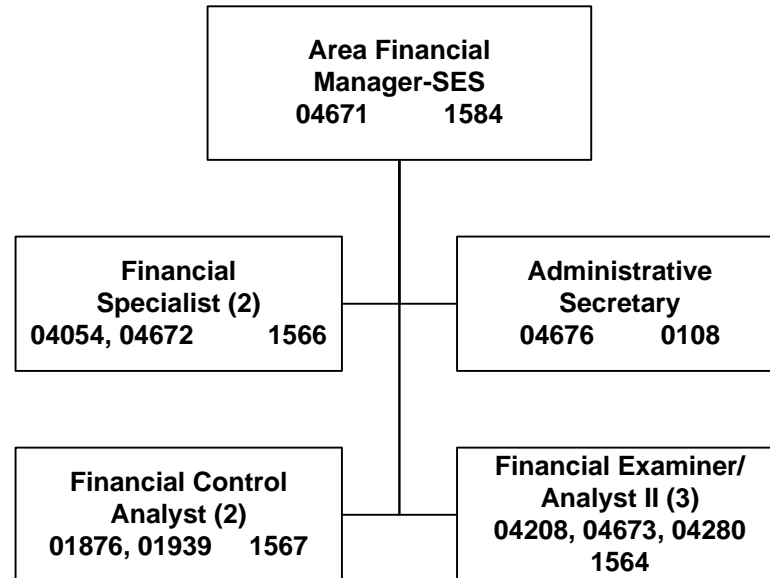 Area Financial
Manager-SES
04671 1584
Financial
Specialist (2)
04054, 04672 1566
Administrative
Secretary
04676 0108
Financial Control
Analyst (2)
01876, 01939 1567
Financial Examiner/
Analyst II (3)
04208, 04673, 04280
1564